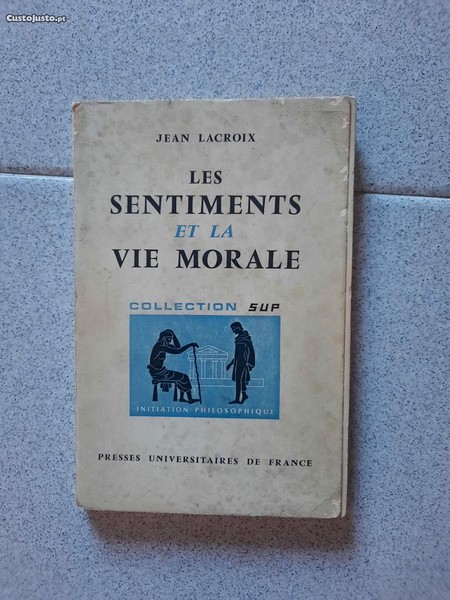 CustoJusto.pt
JEAN LACROIX
LES
SENTIMENTS
ET LA
VIE MORALE
COLLECTION SUP
INITIATION PHILOSOPHIQUE
PRESSES UNIVERSITAIRES DE FRANCE